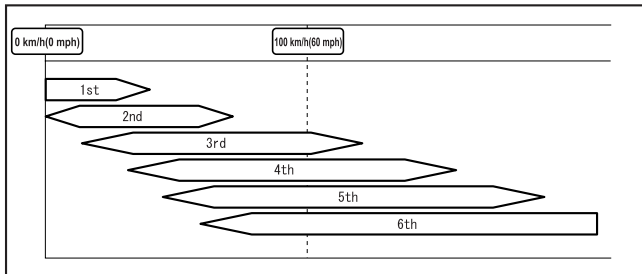 0 km/h(0 mph)
100 km/h(60 mph)
1st
2nd
3rd
4th
5th
6th